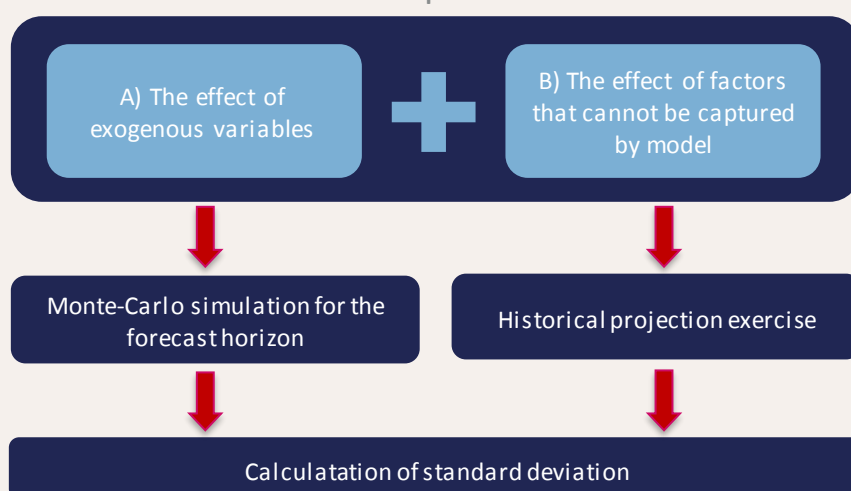 A) The effect of
exogenous variables
B) The effect of factors
that cannot be captured
by model
Monte-Carlo simulation for the
forecast horizon
Historical projection exercise
Calculatation of standard deviation